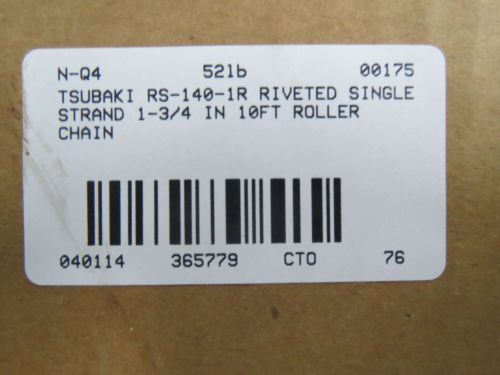 N-Q4 52lb 00175
TSUBAKI RS-140-1R RIVETED SINGLE
STRAND 1-3/4 IN 10FT ROLLER
CHAIN
040114 365779 CTO 76